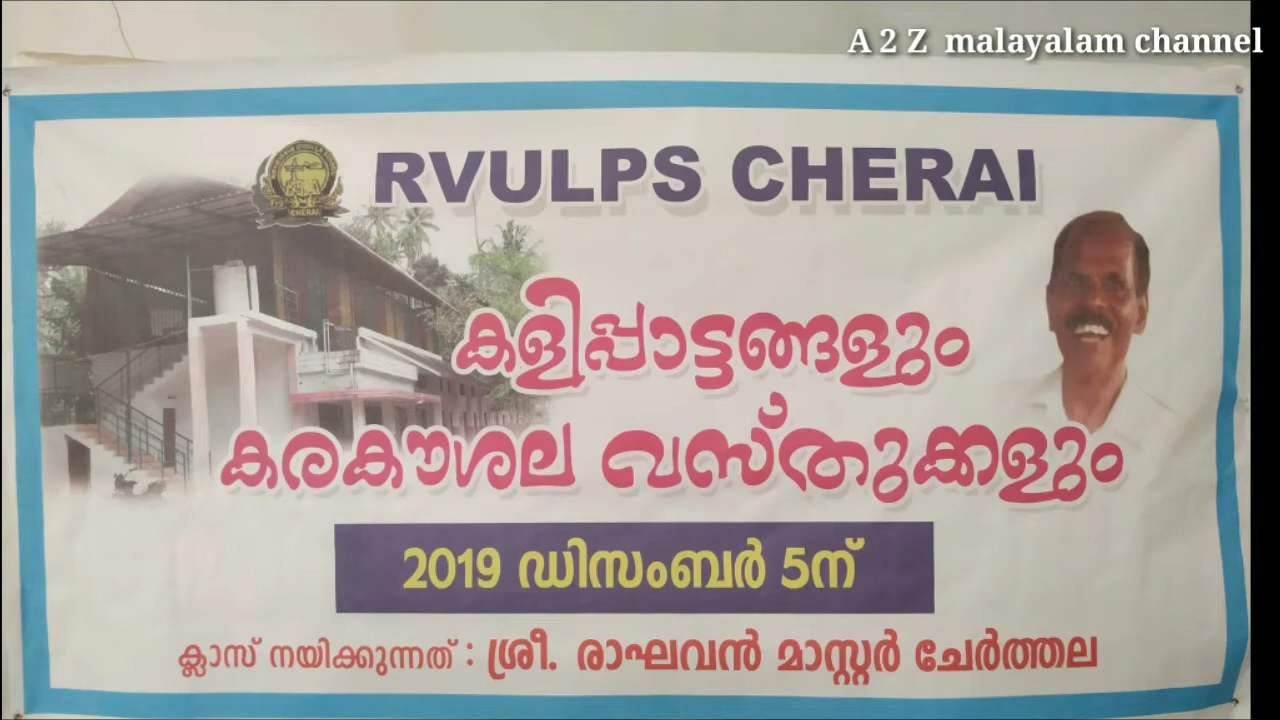 A 2 Z malayalam channel
RVULPS CHERAI
CHERAI
കളിപ്പാട്ടങ്ങളും
കരകൗശല വസ്തുക്കളും
2019 ഡിസംബർ 5ന്
ക്ലാസ് നയിക്കുന്നത് : ശ്രീ. രാഘവൻ മാസ്റ്റർ ചേർത്തല